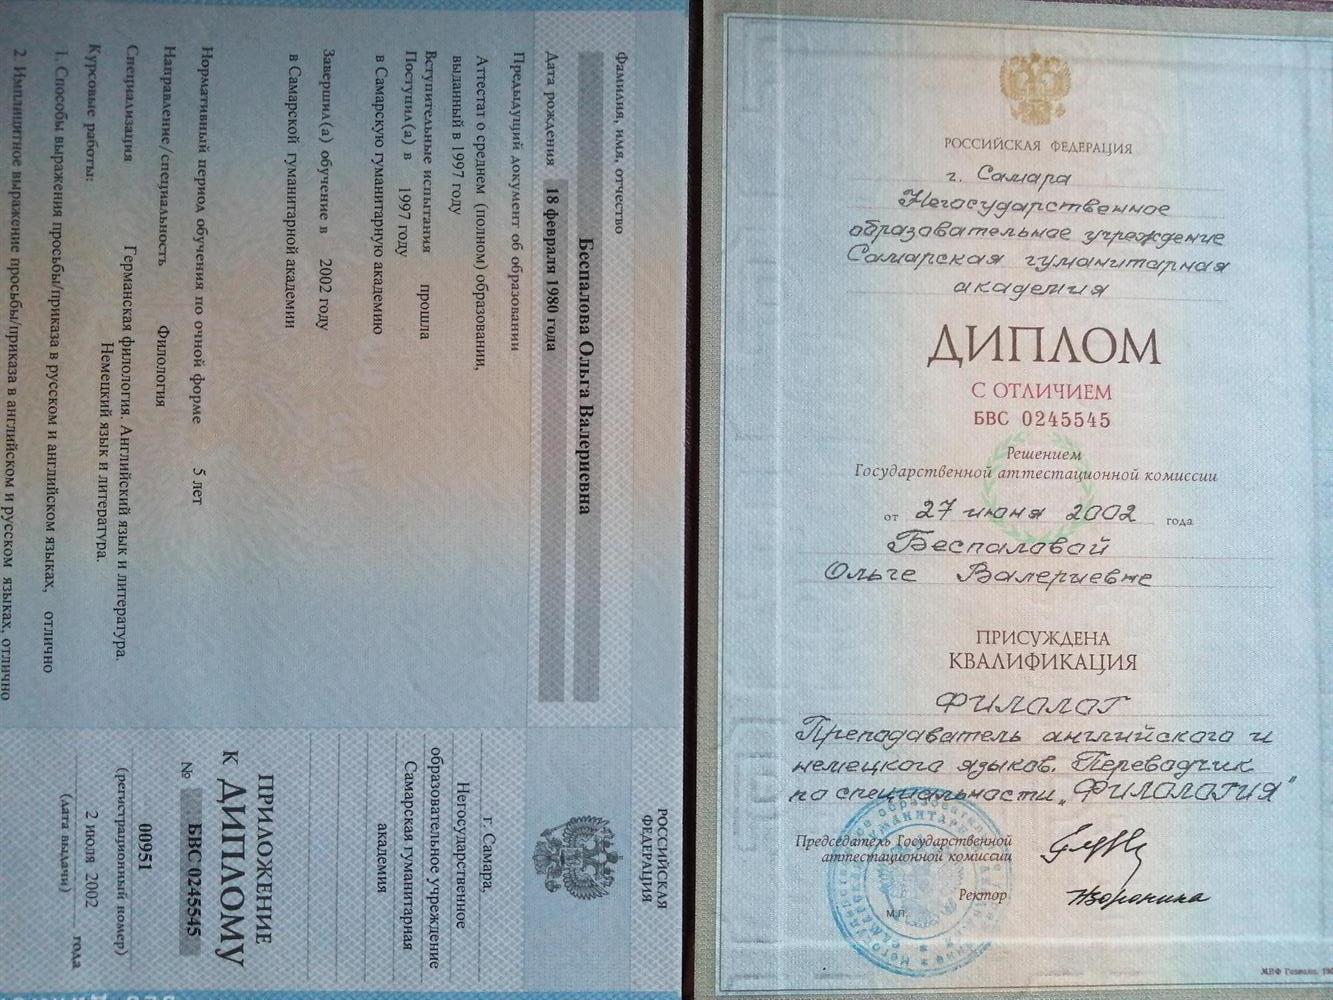 РОССИЙСКАЯ ФЕДЕРАЦИЯ
г. Самара,
Негосударственное
образовательное учреждение
Самарская гуманитарная
академия
ПРИЛОЖЕНИЕ
К ДИПЛОМУ
№ БВС 0245545
00951
(регистрационный номер)
2 июля 2002 года
(дата выдачи)
Фамилия, имя, отчество
Беспалова Ольга Валериевна
Дата рождения 18 февраля 1980 года
Предыдущий документ об образовании
Аттестат о среднем (полном) образовании,
выданный в 1997 году
Вступительные испытания прошла
Поступил(а) в 1997 году
в Самарскую гуманитарную академию
Завершил(а) обучение в 2002 году
в Самарской гуманитарной академии
Нормативный период обучения по очной форме 5 лет
Направление/специальность Филология
Специализация Германская филология. Английский язык и литература.
Немецкий язык и литература.
Курсовые работы:
1. Способы выражения просьбы/приказа в русском и английском языках, отлично
2. Имплицитное выражение просьбы/приказа в английском и русском языках, отлично
РОССИЙСКАЯ ФЕДЕРАЦИЯ
г. Самара
Негосударственное
образовательное учреждение
Самарская гуманитарная
академия
ДИПЛОМ
С ОТЛИЧИЕМ
БВС 0245545
Решением
Государственной аттестационной комиссии
от 27 июня 2002 года
Беспаловой
Ольге Валериевне
ПРИСУЖДЕНА
КВАЛИФИКАЦИЯ
ФИЛОЛОГ
Преподаватель английского и
немецкого языков. Переводчик
по специальности „ФИЛОЛОГИЯ"
Председатель Государственной
аттестационной комиссии
Ректор
М.П.